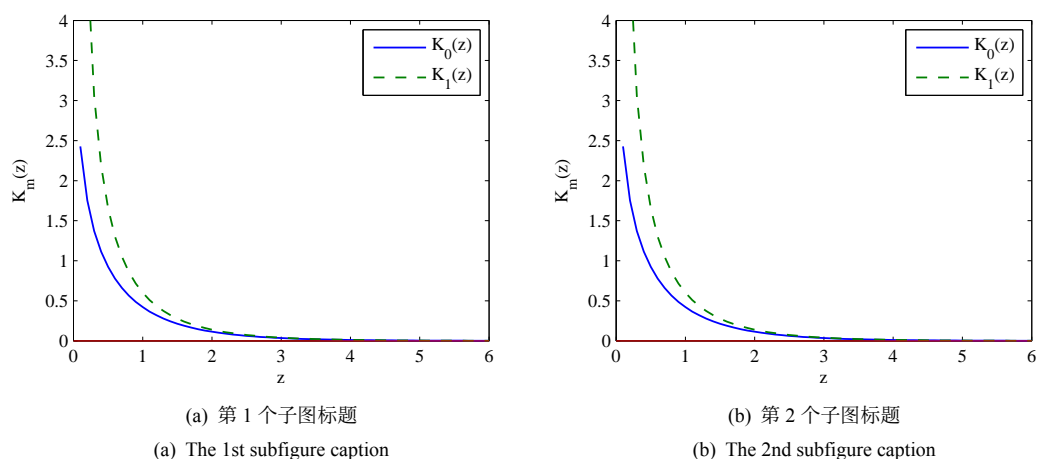 4
3.5
3
2.5
2
1.5
1
0.5
0
K_m(z)
K_0(z)
K_1(z)
0 1 2 3 4 5 6
z
(a) 第 1 个子图标题
(a) The 1st subfigure caption
4
3.5
3
2.5
2
1.5
1
0.5
0
K_m(z)
K_0(z)
K_1(z)
0 1 2 3 4 5 6
z
(b) 第 2 个子图标题
(b) The 2nd subfigure caption